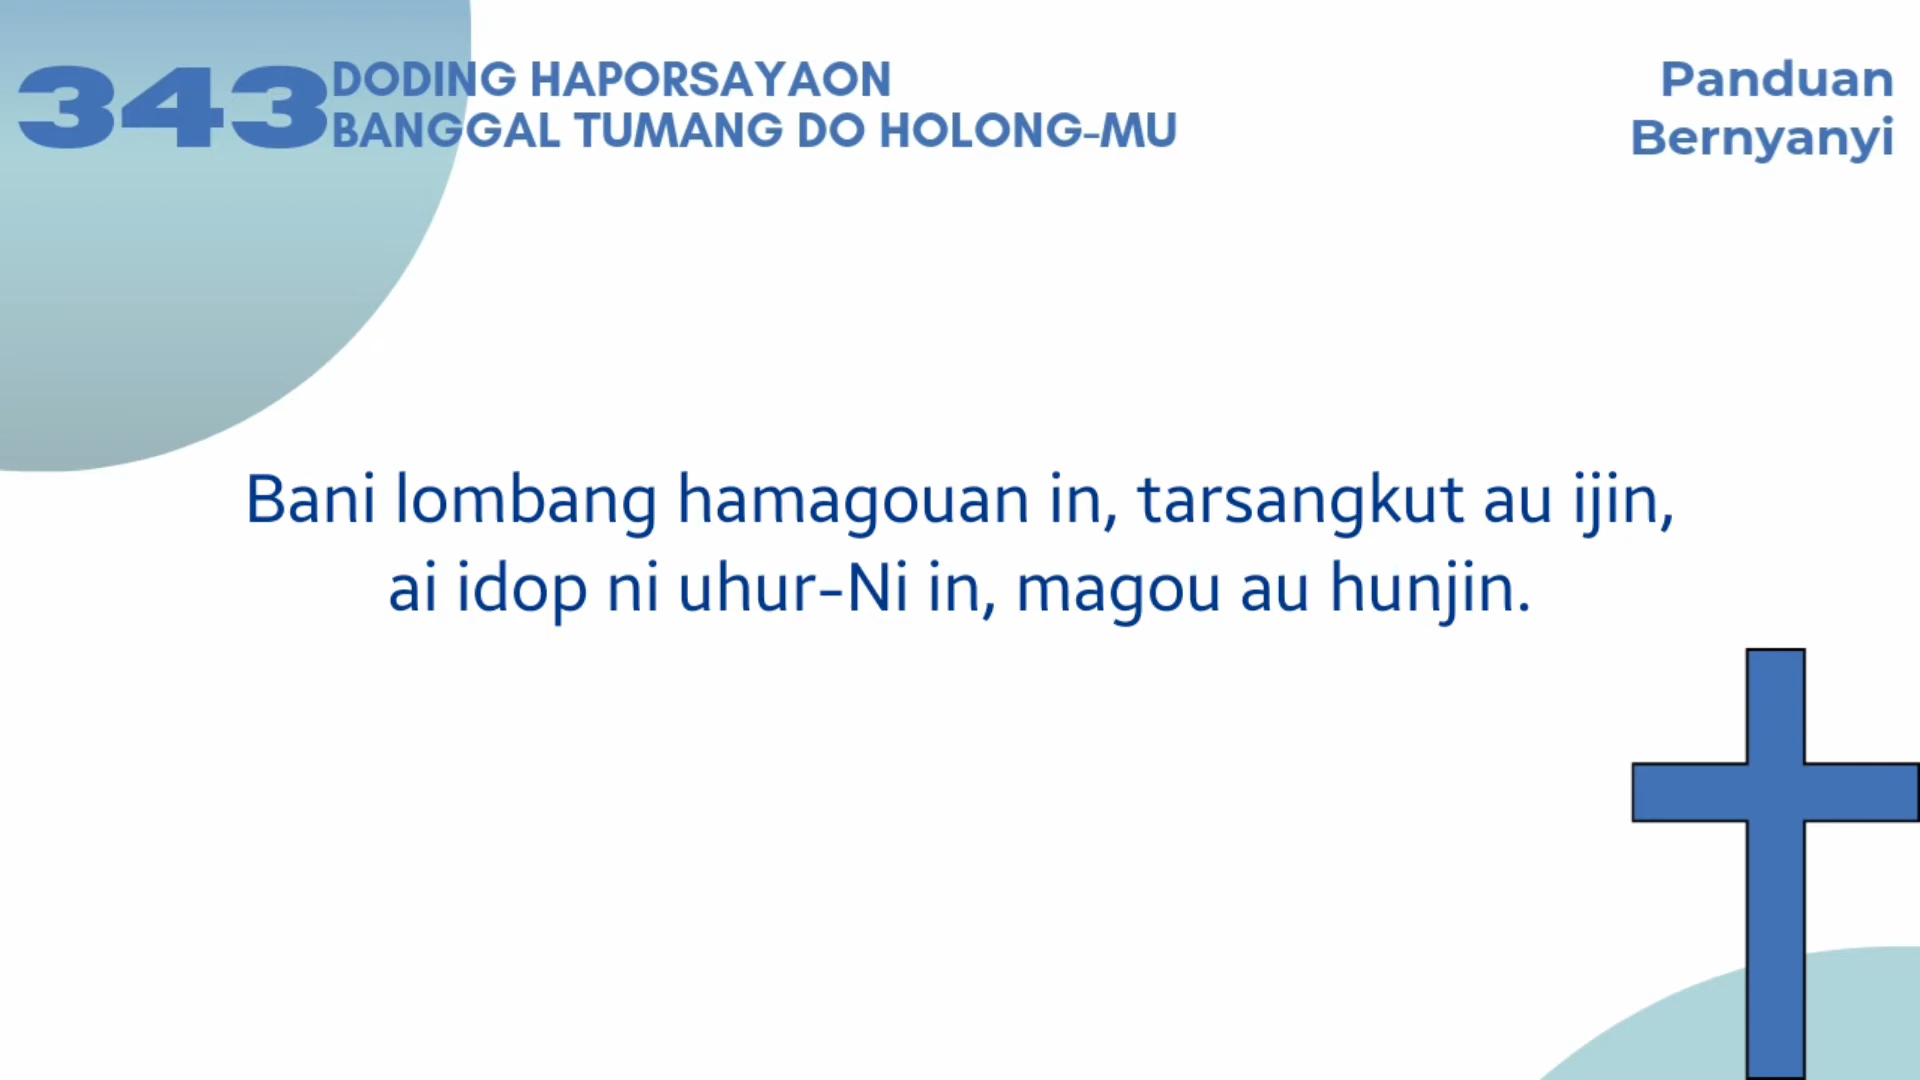 343
DODING HAPORSAYAON
BANGGAL TUMANG DO HOLONG-MU
Panduan
Bernyanyi
Bani lombang hamagouan in, tarsangkut au ijin,
ai idop ni uhur-Ni in, magou au hunjin.